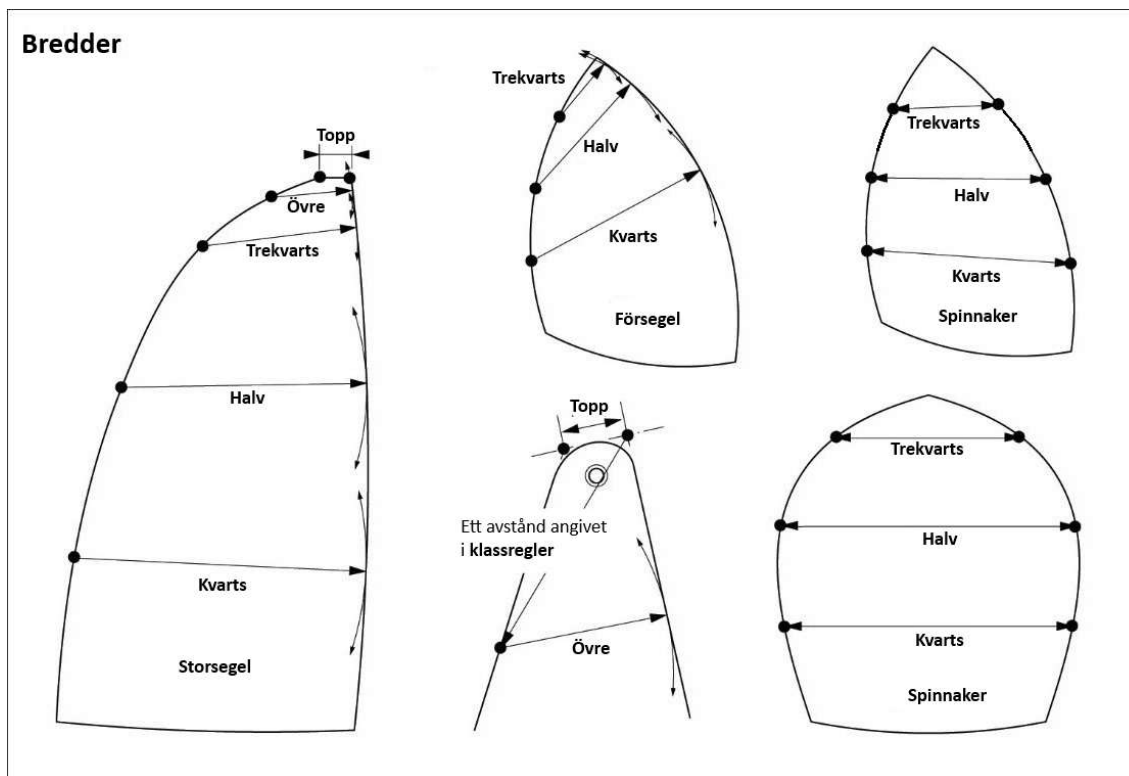 Bredder
Topp
Övre
Trekvarts
Halv
Kvarts
Storsegel
Trekvarts
Halv
Kvarts
Försegel
Trekvarts
Halv
Kvarts
Spinnaker
Topp
Ett avstånd angivet
i klassregler
Övre
Trekvarts
Halv
Kvarts
Spinnaker